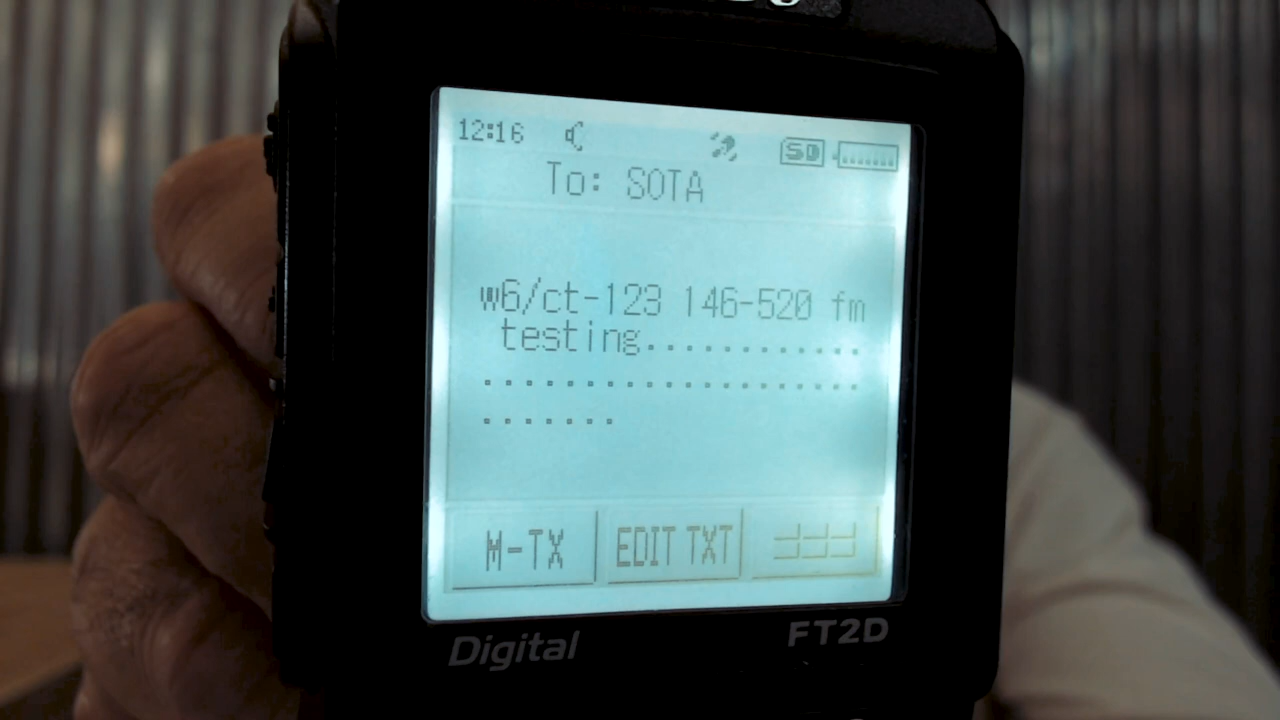 12:16 SD
To: SOTA
w6/ct-123 146-520 fm
testing............
...................
.......
M-TX EDIT TXT
Digital FT2D